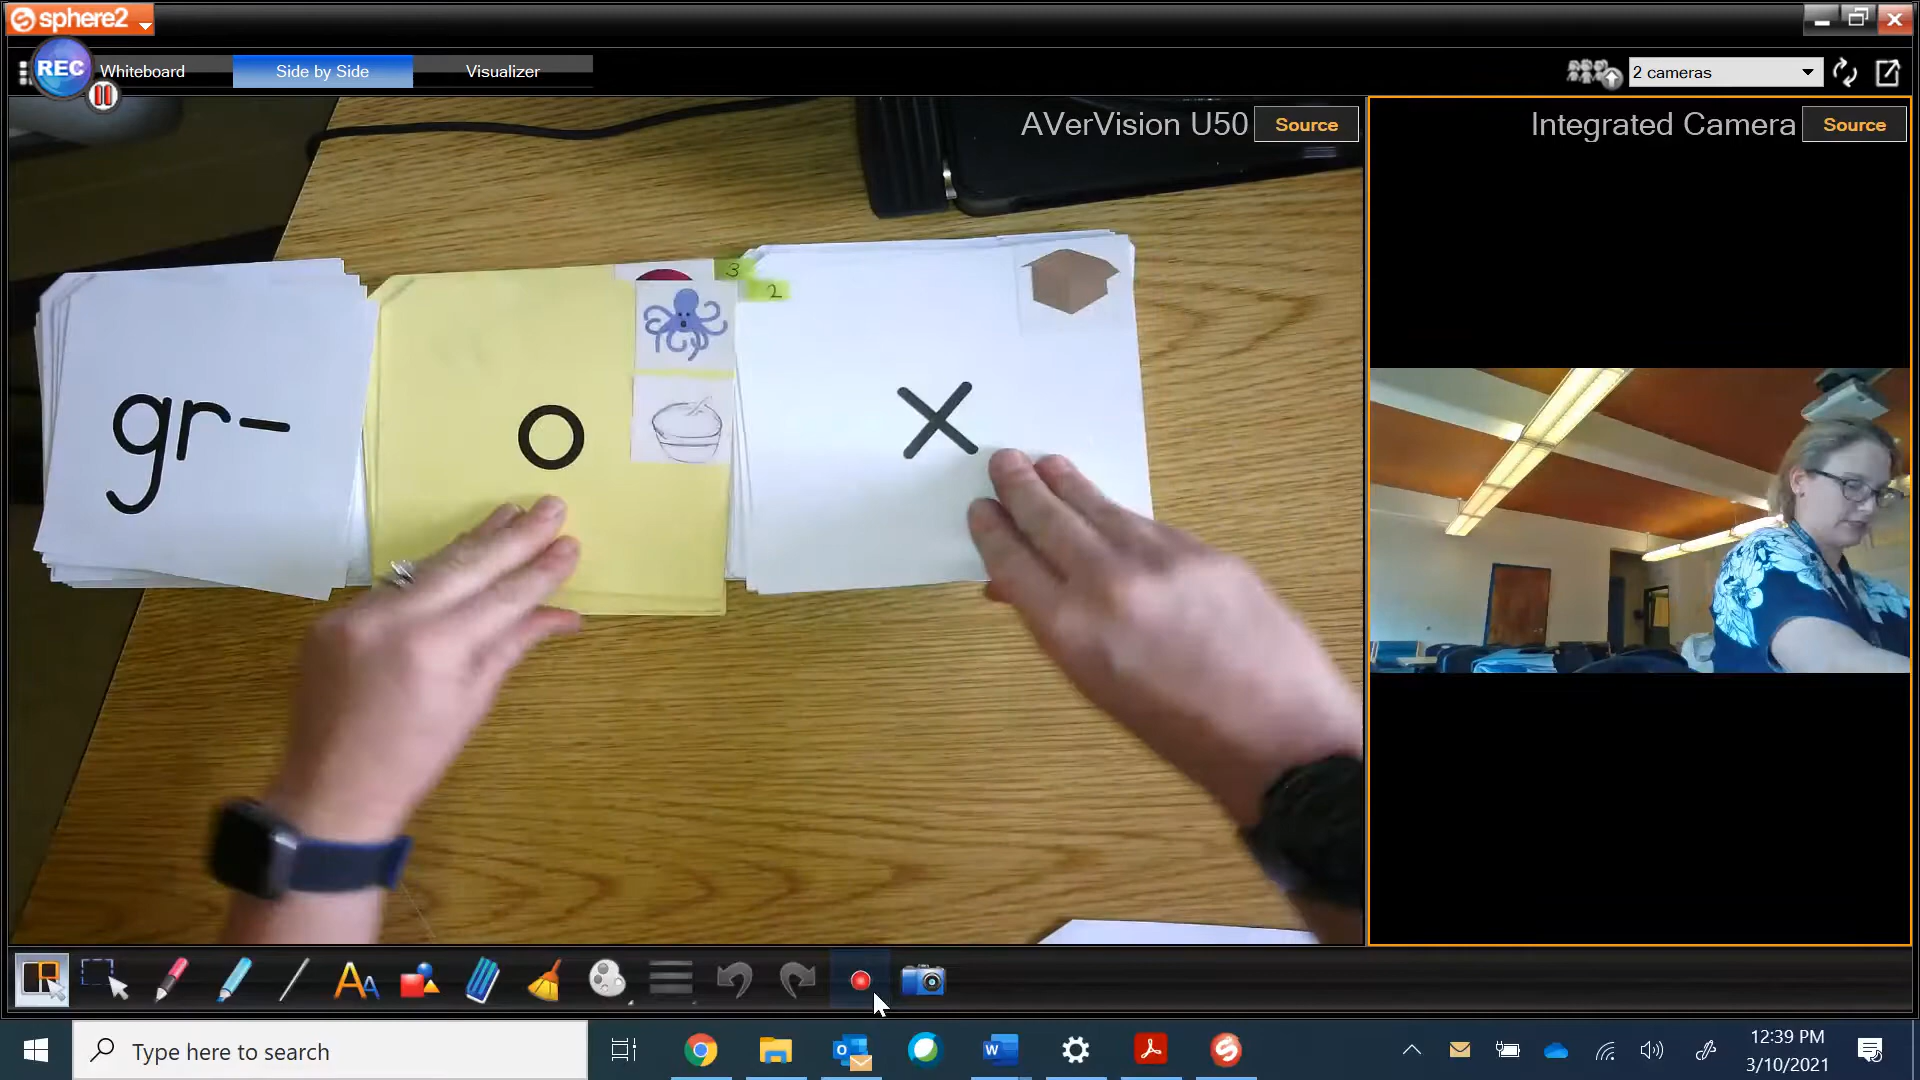 sphere2
REC
Whiteboard
Side by Side
Visualizer
2 cameras
AVerVision U50
Source
Integrated Camera
Source
3
2
gr-
o
x
AA
Type here to search
12:39 PM
3/10/2021